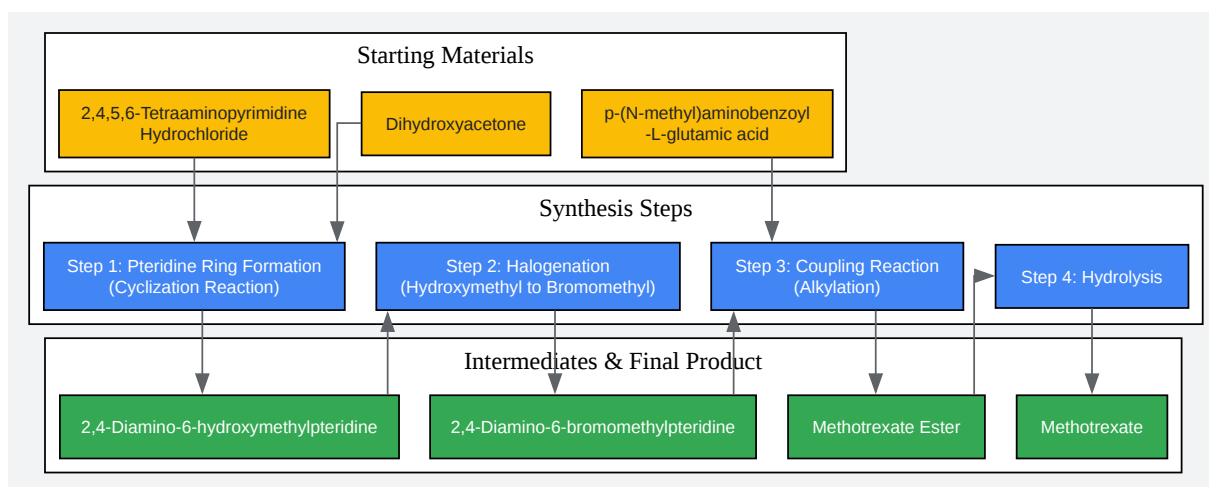 Starting Materials
2,4,5,6-Tetraaminopyrimidine
Hydrochloride
Dihydroxyacetone
p-(N-methyl)aminobenzoyl
-L-glutamic acid
Synthesis Steps
Step 1: Pteridine Ring Formation
(Cyclization Reaction)
Step 2: Halogenation
(Hydroxymethyl to Bromomethyl)
Step 3: Coupling Reaction
(Alkylation)
Step 4: Hydrolysis
Intermediates & Final Product
2,4-Diamino-6-hydroxymethylpteridine
2,4-Diamino-6-bromomethylpteridine
Methotrexate Ester
Methotrexate